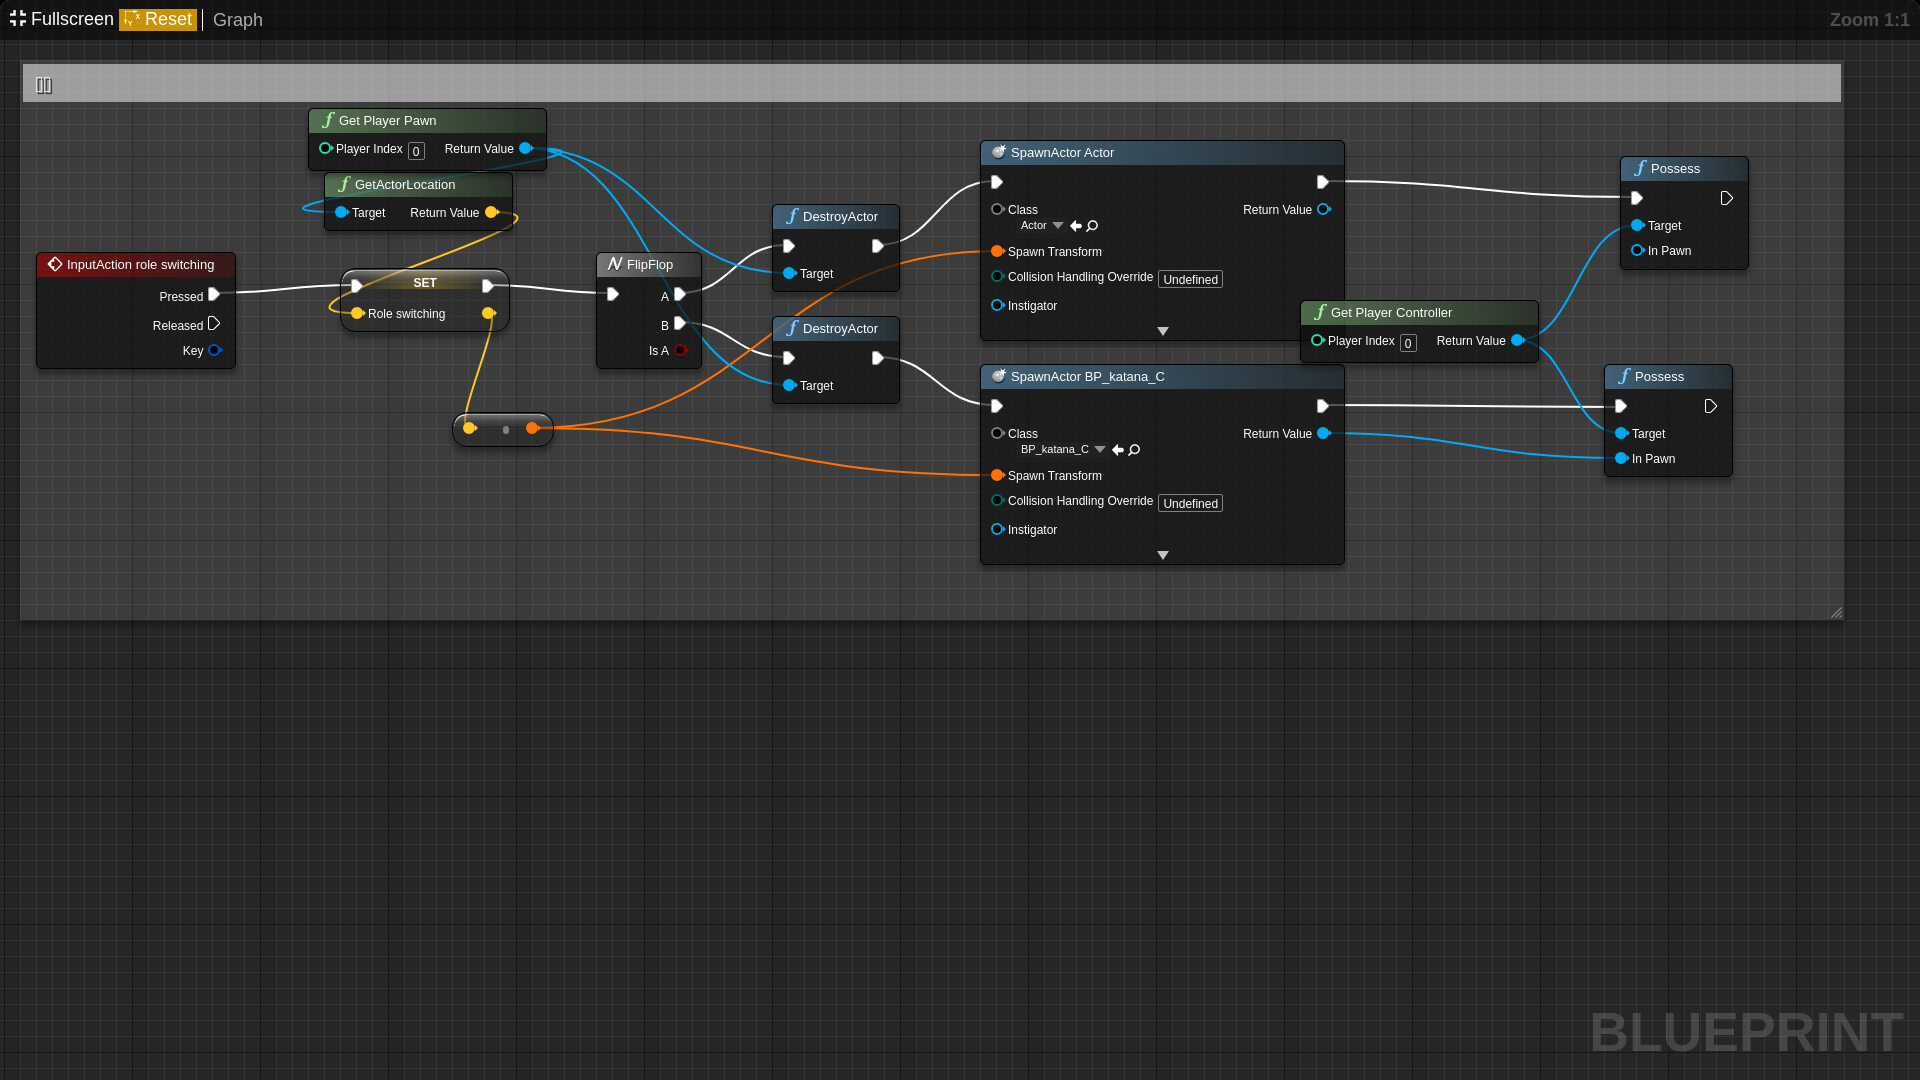 Fullscreen Reset Graph Zoom 1:1
Get Player Pawn
Player Index 0 Return Value
GetActorLocation
Target Return Value
InputAction role switching
Pressed
Released
Key
SET
Role switching
FlipFlop
A
B
Is A
DestroyActor
Target
DestroyActor
Target
SpawnActor Actor
Class Return Value
Actor
Spawn Transform
Collision Handling Override Undefined
Instigator
SpawnActor BP_katana_C
Class Return Value
BP_katana_C
Spawn Transform
Collision Handling Override Undefined
Instigator
Get Player Controller
Player Index 0 Return Value
Possess
Target
In Pawn
Possess
Target
In Pawn
BLUEPRINT